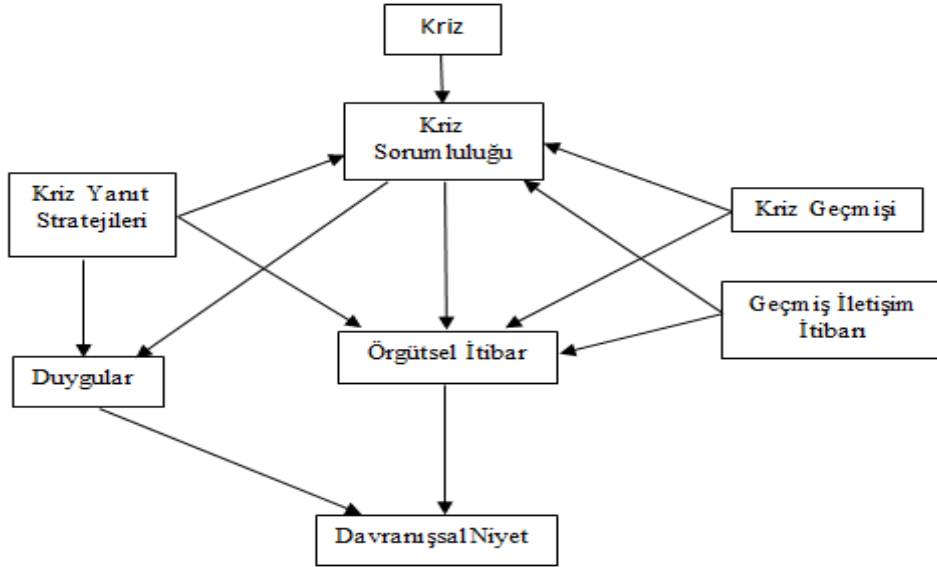 Kriz
Kriz
Sorumluluğu
Kriz Yanıt
Stratejileri
Kriz Geçmişi
Geçmiş İletişim
İtibarı
Örgütsel İtibar
Duygular
Davranışsal Niyet